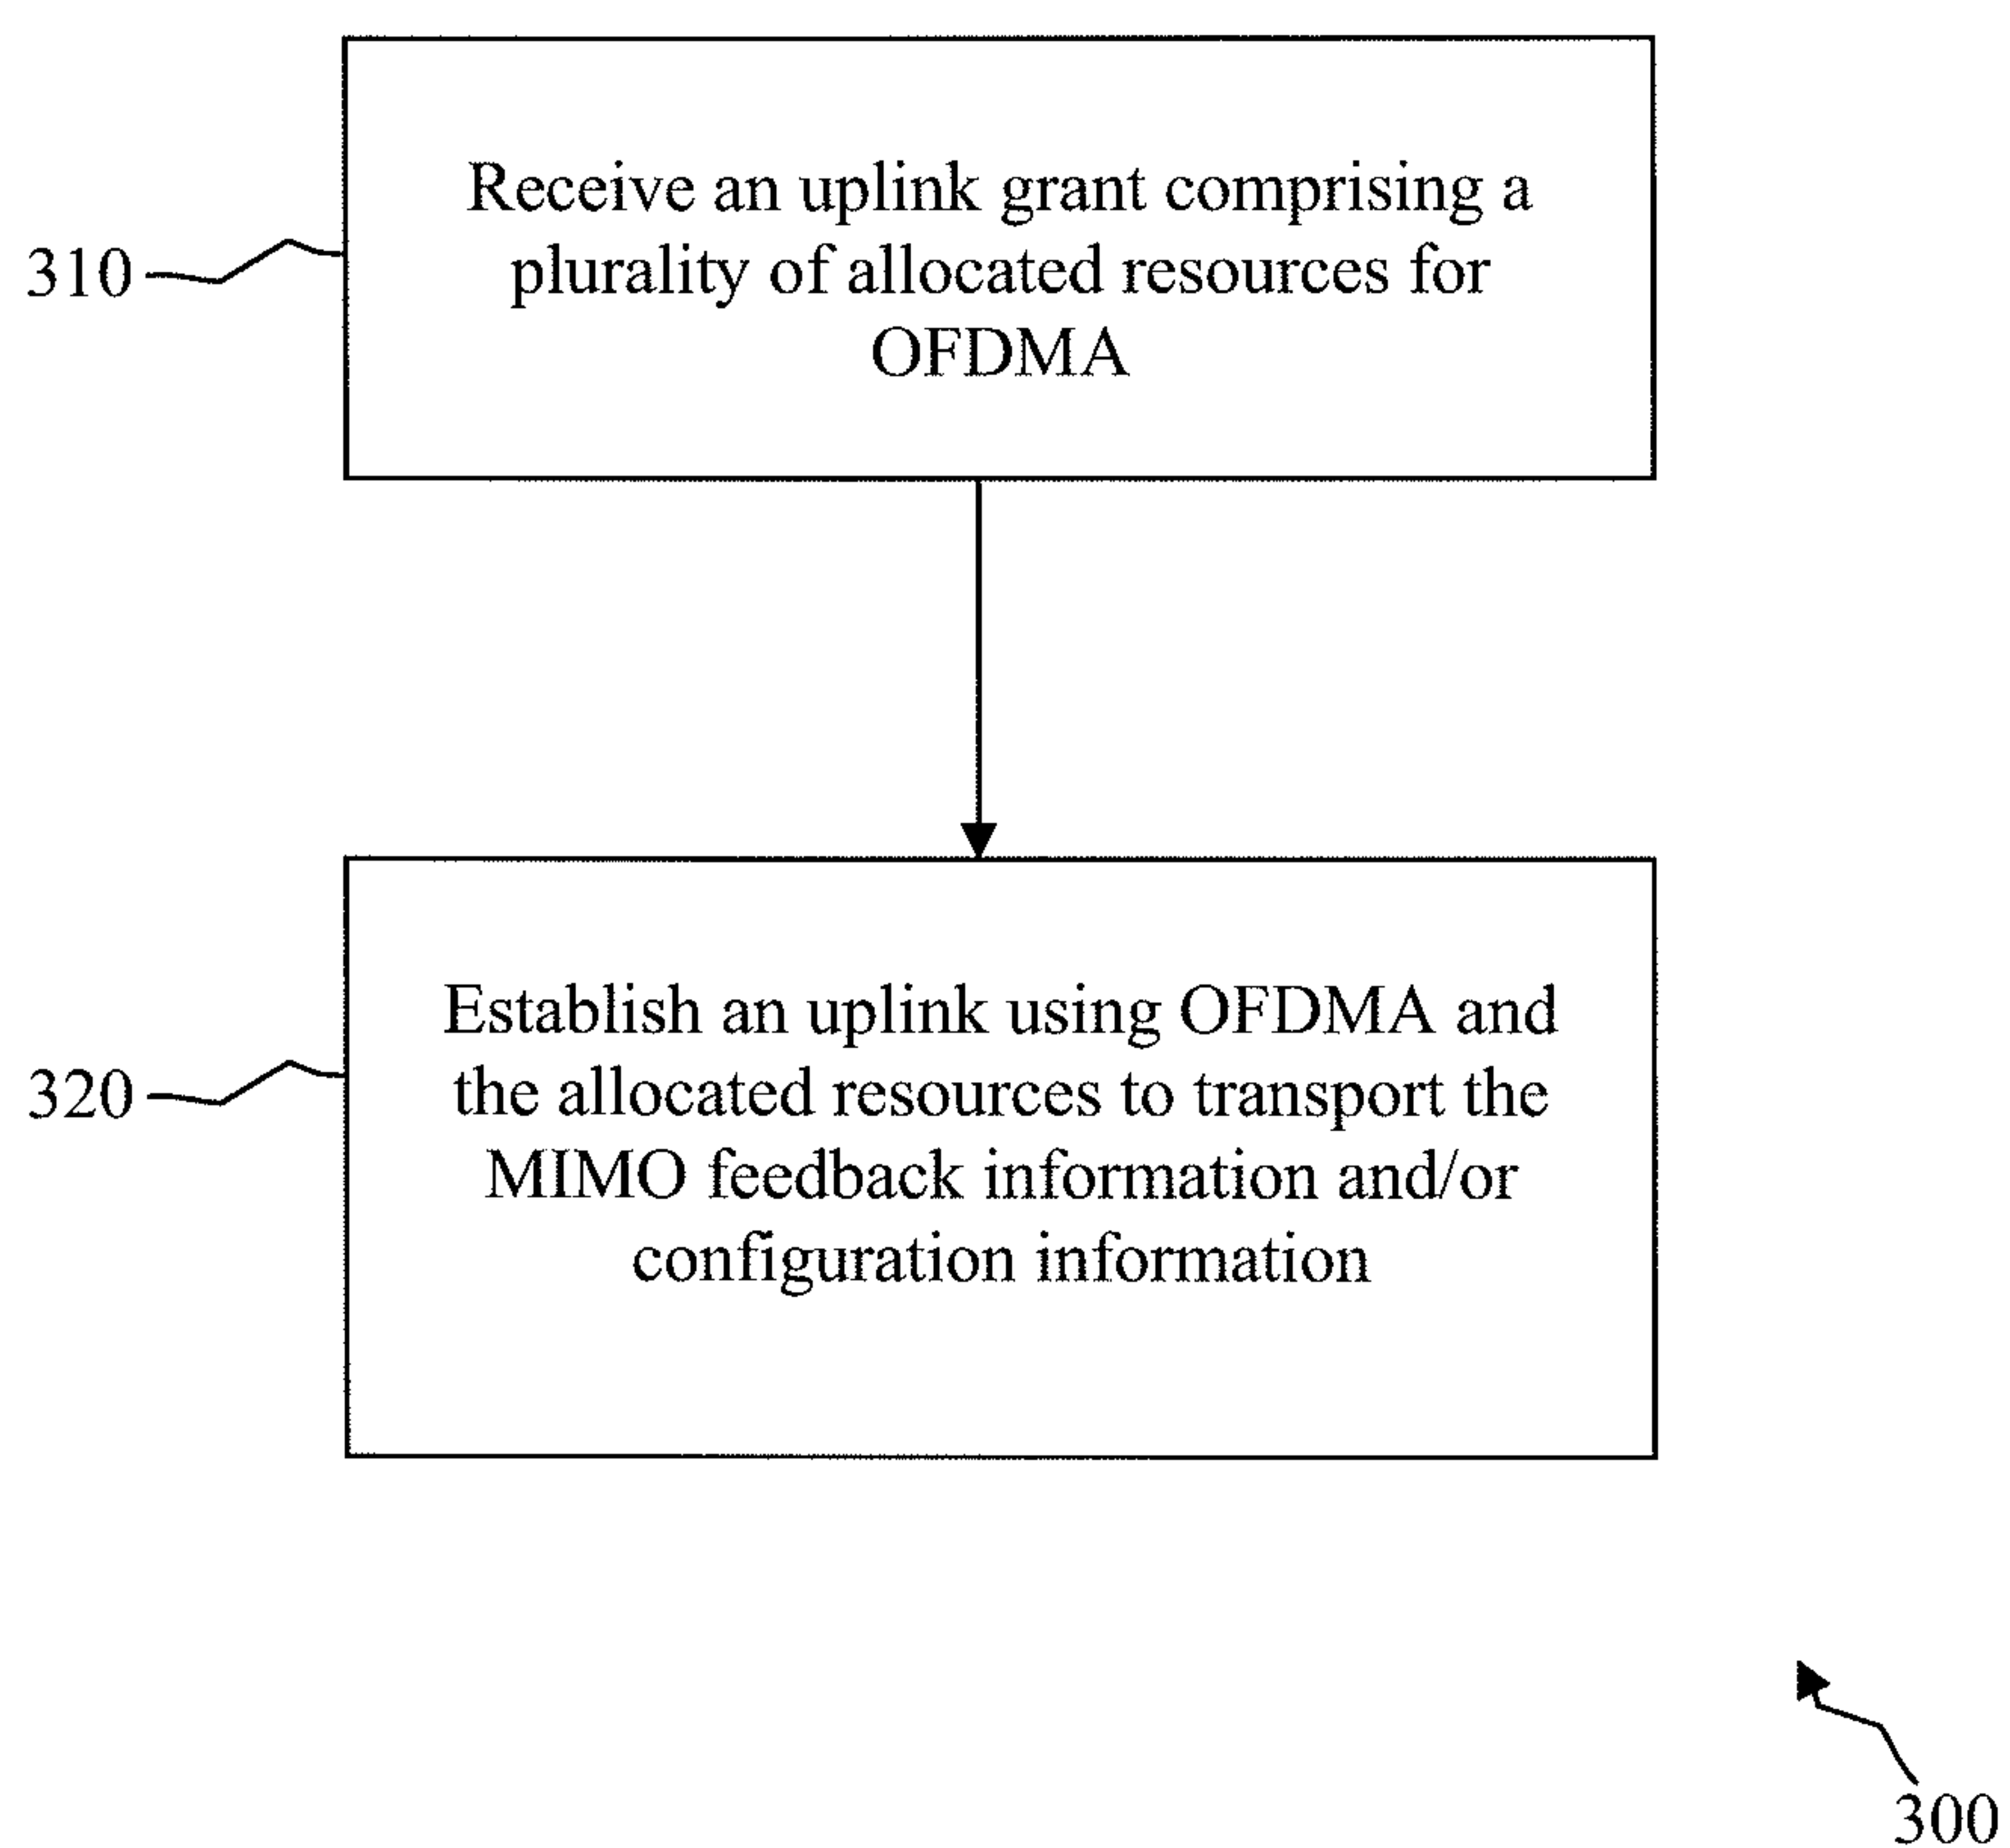 Receive an uplink grant comprising a
plurality of allocated resources for
OFDMA
310
Establish an uplink using OFDMA and
the allocated resources to transport the
MIMO feedback information and/or
configuration information
320
300